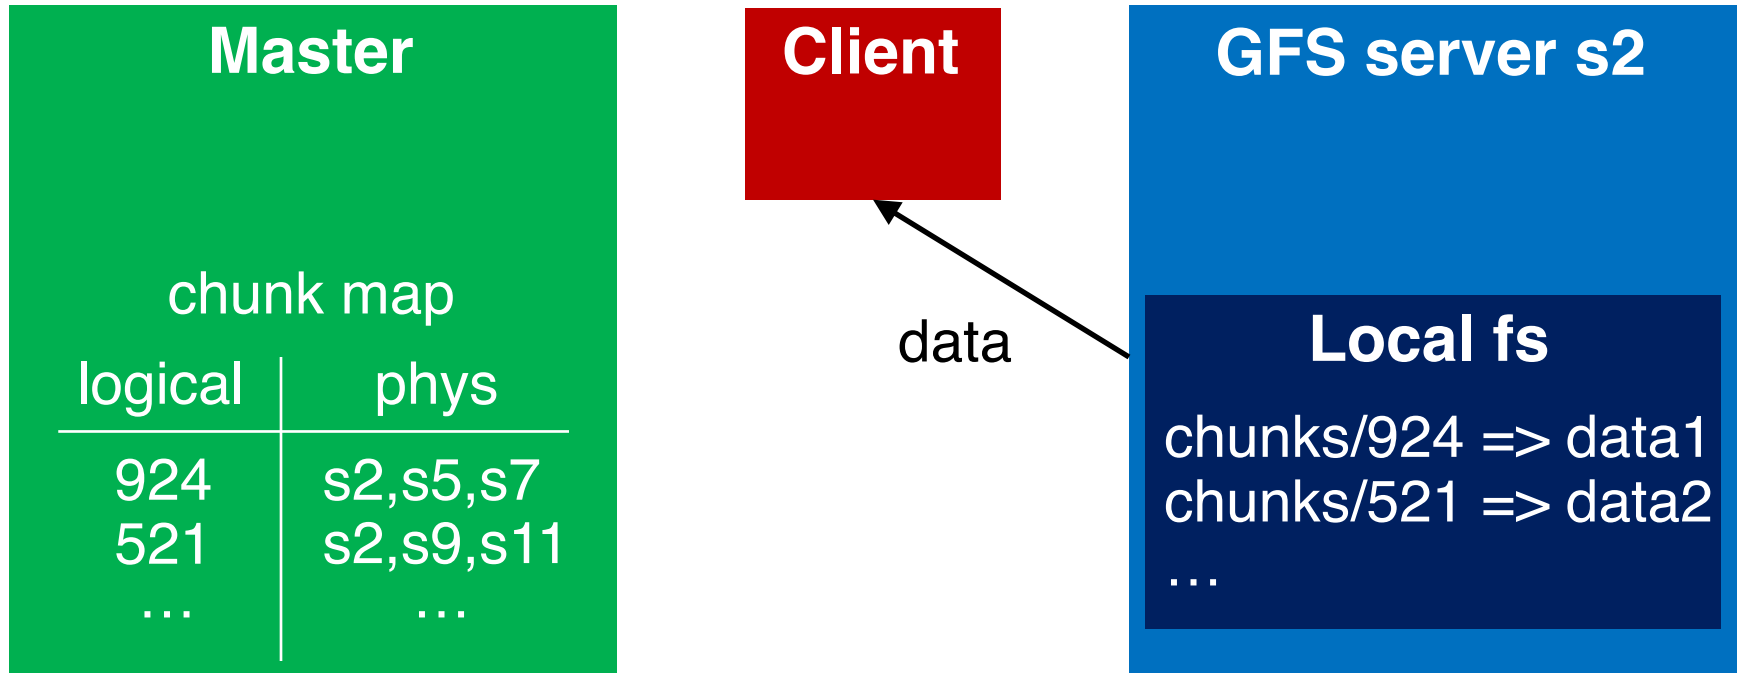 Master
chunk map
logical phys
924 s2,s5,s7
521 s2,s9,s11
… …
Client
data
GFS server s2
Local fs
chunks/924 => data1
chunks/521 => data2
…